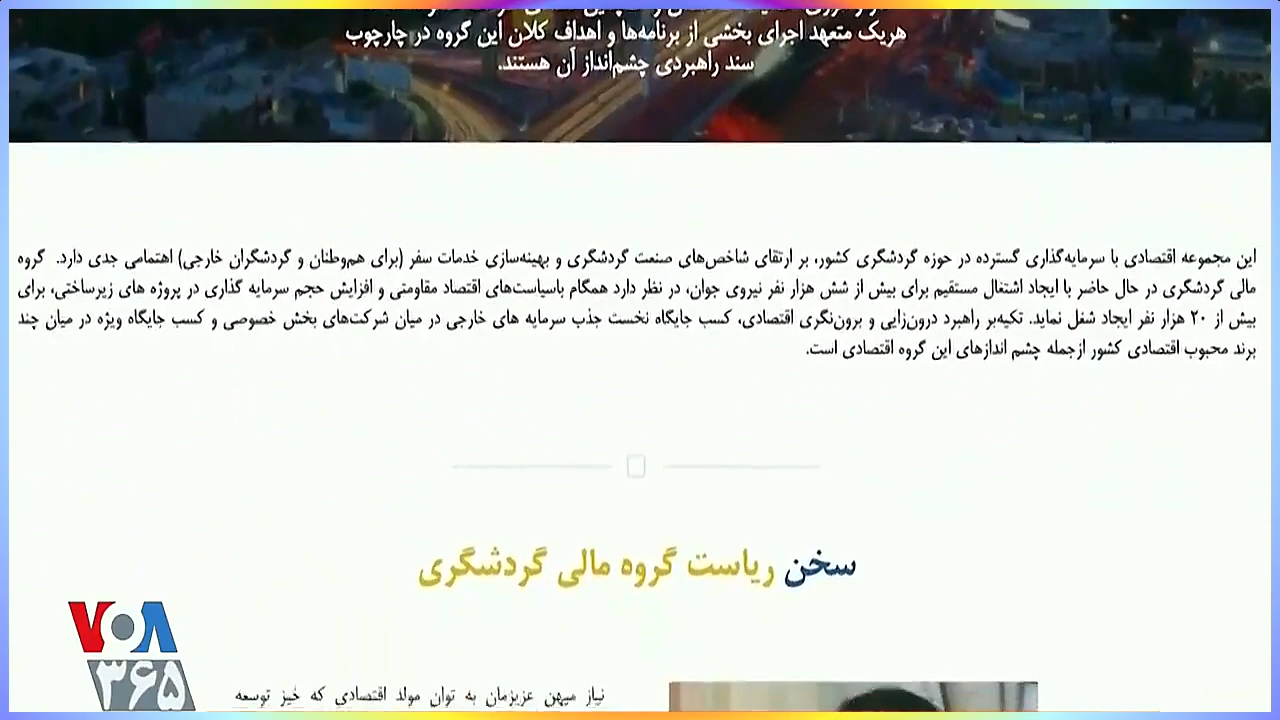 هریک متعهد اجرای بخشی از برنامه‌ها و اهداف کلان این گروه در چارچوب
سند راهبردی چشم‌انداز آن هستند.
این مجموعه اقتصادی با سرمایه‌گذاری گسترده در حوزه گردشگری کشور، بر ارتقای شاخص‌های صنعت گردشگری و بهینه‌سازی خدمات سفر (برای هم‌وطنان و گردشگران خارجی) اهتمامی جدی دارد. گروه
مالی گردشگری در حال حاضر با ایجاد اشتغال مستقیم برای بیش از شش هزار نفر نیروی جوان، در نظر دارد همگام باسیاست‌های اقتصاد مقاومتی و افزایش حجم سرمایه گذاری در پروژه های زیرساختی، برای
بیش از ۲۰ هزار نفر ایجاد شغل نماید. تکیه‌بر راهبرد درون‌زایی و برون‌نگری اقتصادی، کسب جایگاه نخست جذب سرمایه های خارجی در میان شرکت‌های بخش خصوصی و کسب جایگاه ویژه در میان چند
برند محبوب اقتصادی کشور ازجمله چشم اندازهای این گروه اقتصادی است.
سخن ریاست گروه مالی گردشگری
نیاز میهن عزیزمان به توان مولد اقتصادی که خیز توسعه
VOA
۳۶۵